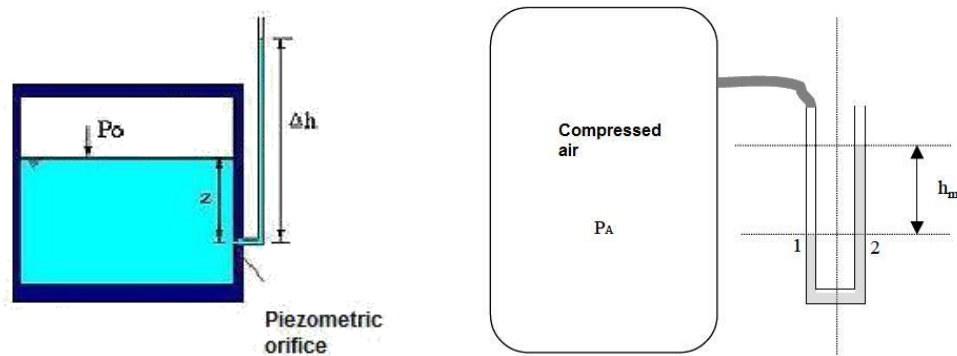 Po
Δh
z
Piezometric
orifice
Compressed
air
PA
hm
1
2